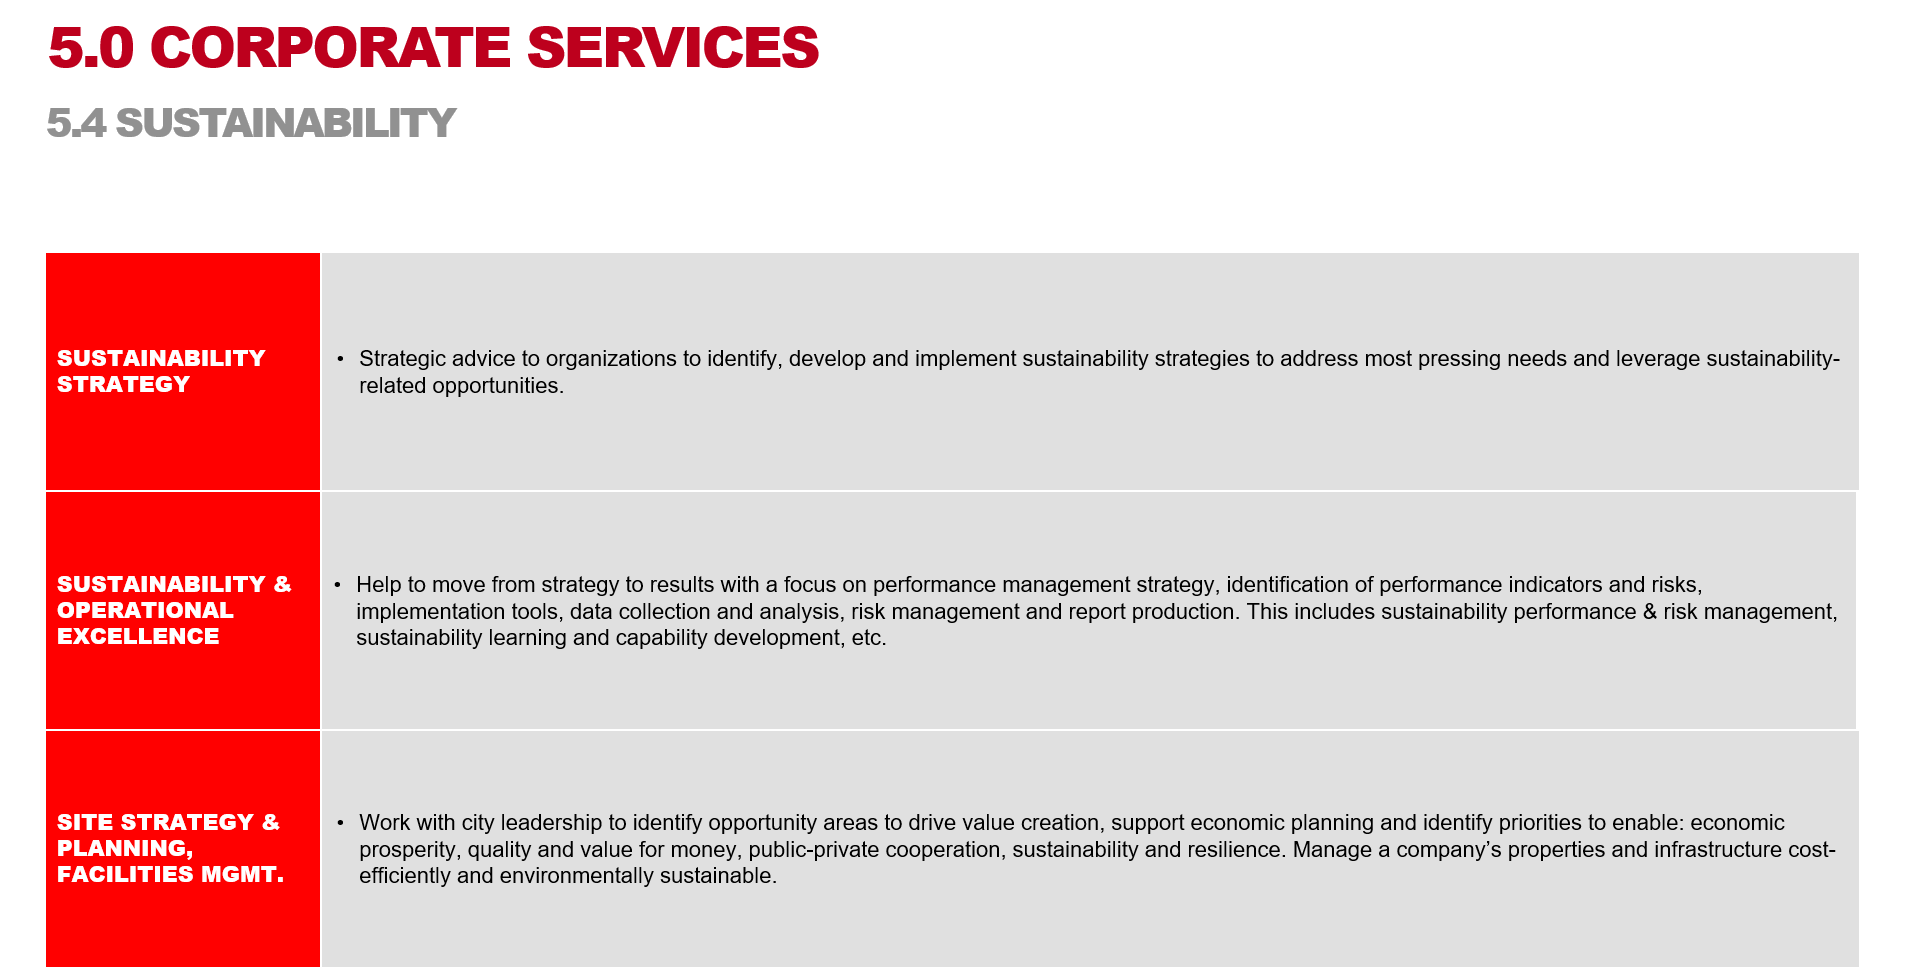 5.0 CORPORATE SERVICES
5.4 SUSTAINABILITY
SUSTAINABILITY
STRATEGY
• Strategic advice to organizations to identify, develop and implement sustainability strategies to address most pressing needs and leverage sustainability-
related opportunities.
SUSTAINABILITY &
OPERATIONAL
EXCELLENCE
• Help to move from strategy to results with a focus on performance management strategy, identification of performance indicators and risks,
implementation tools, data collection and analysis, risk management and report production. This includes sustainability performance & risk management,
sustainability learning and capability development, etc.
SITE STRATEGY &
PLANNING,
FACILITIES MGMT.
• Work with city leadership to identify opportunity areas to drive value creation, support economic planning and identify priorities to enable: economic
prosperity, quality and value for money, public-private cooperation, sustainability and resilience. Manage a company’s properties and infrastructure cost-
efficiently and environmentally sustainable.